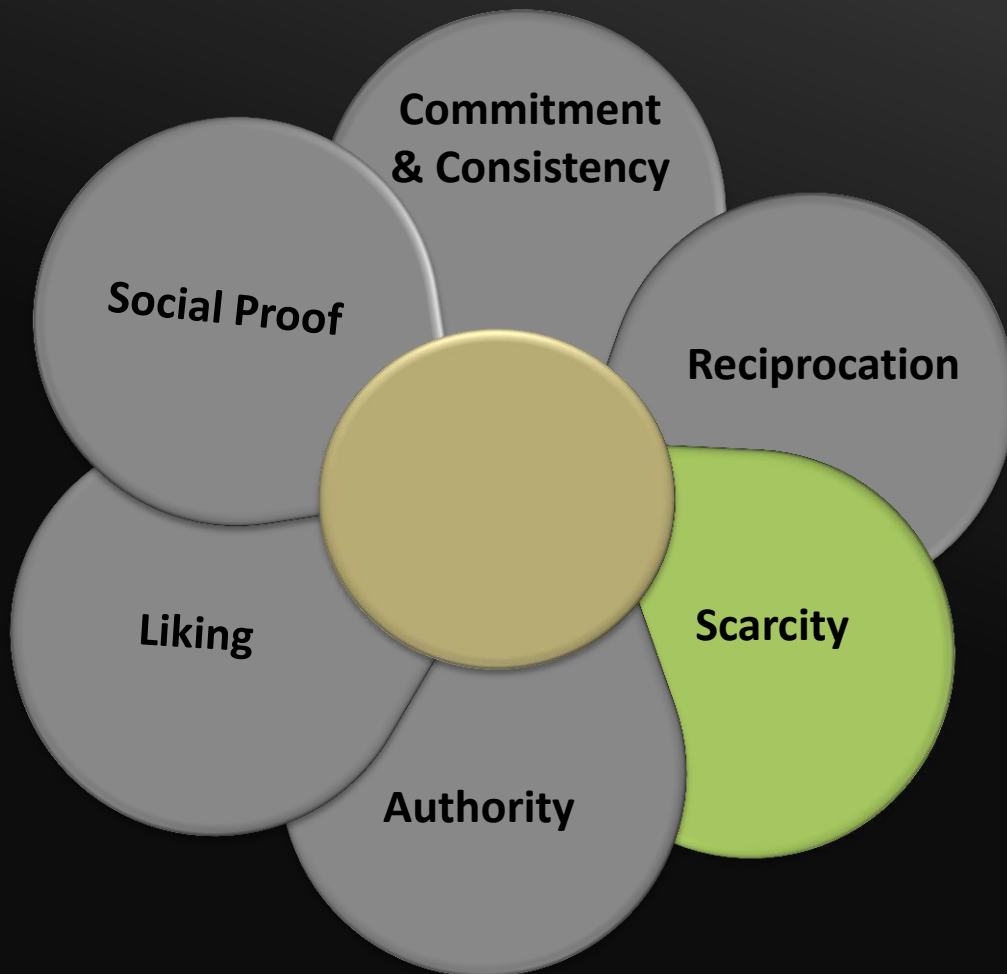 Commitment
& Consistency
Social Proof
Reciprocation
Liking
Scarcity
Authority